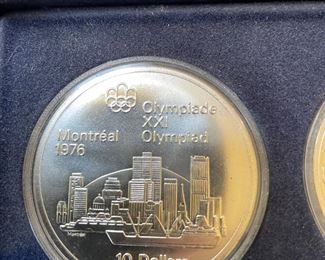 Olympiade
XXI
Montréal Olympiad
1976
10 Dollars